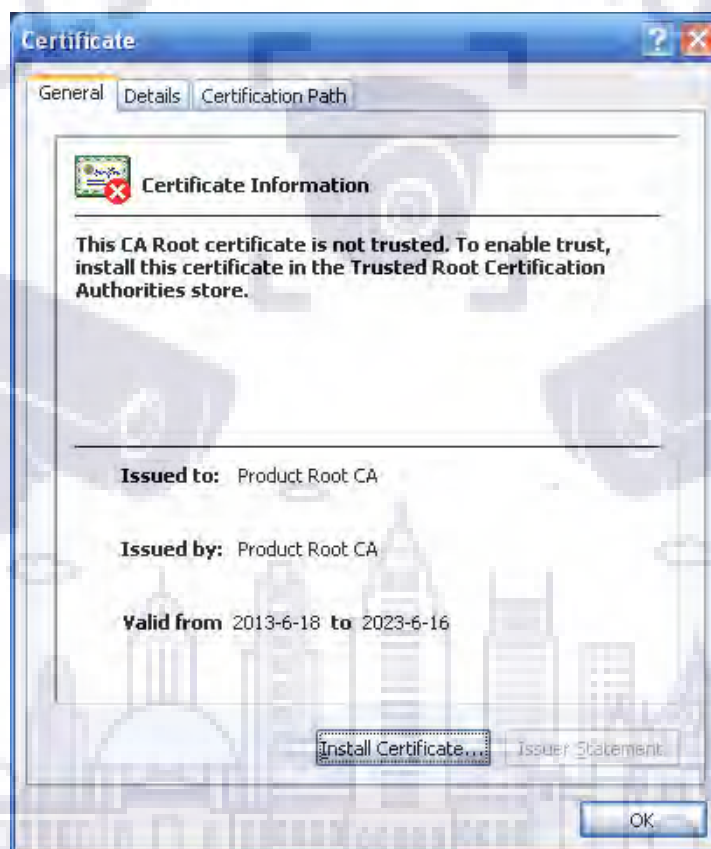 Certificate
General Details Certification Path
Certificate Information
This CA Root certificate is not trusted. To enable trust,
install this certificate in the Trusted Root Certification
Authorities store.
Issued to: Product Root CA
Issued by: Product Root CA
Valid from 2013-6-18 to 2023-6-16
Install Certificate... Issuer Statement
OK